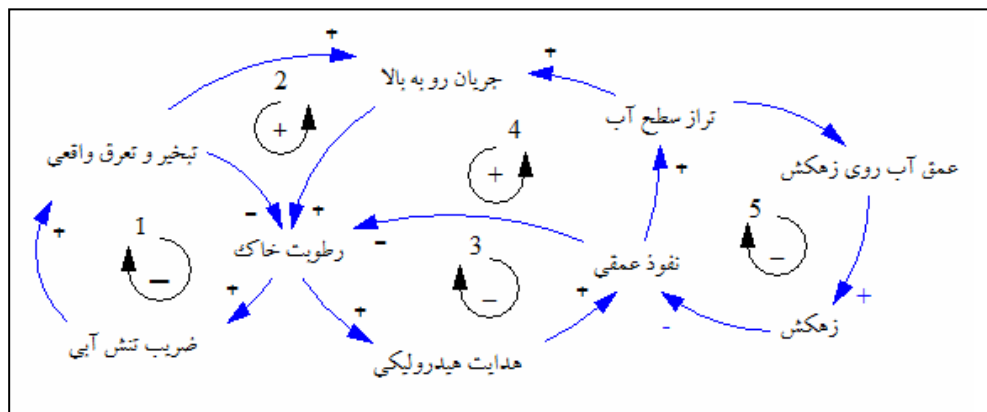 +
+
2
جریان رو به بالا
4
تراز سطح آب
+
تبخیر و تعرق واقعی
+
+
عمق آب روی زهکش
5
-
+
-
1
3
رطوبت خاک
نفوذ عمقی
-
+
-
-
+
+
+
+
-
زهکش
ضریب تنش آبی
هدایت هیدرولیکی